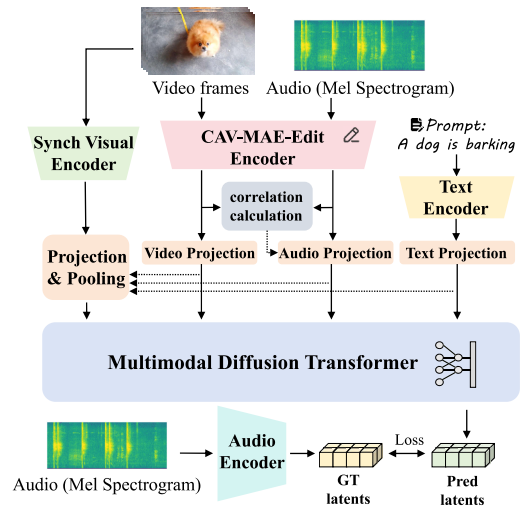 Video frames
Audio (Mel Spectrogram)
Synch Visual
Encoder
CAV-MAE-Edit
Encoder
Prompt:
A dog is barking
Text
Encoder
correlation
calculation
Projection
& Pooling
Video Projection
Audio Projection
Text Projection
Multimodal Diffusion Transformer
Audio (Mel Spectrogram)
Audio
Encoder
GT
latents
Loss
Pred
latents